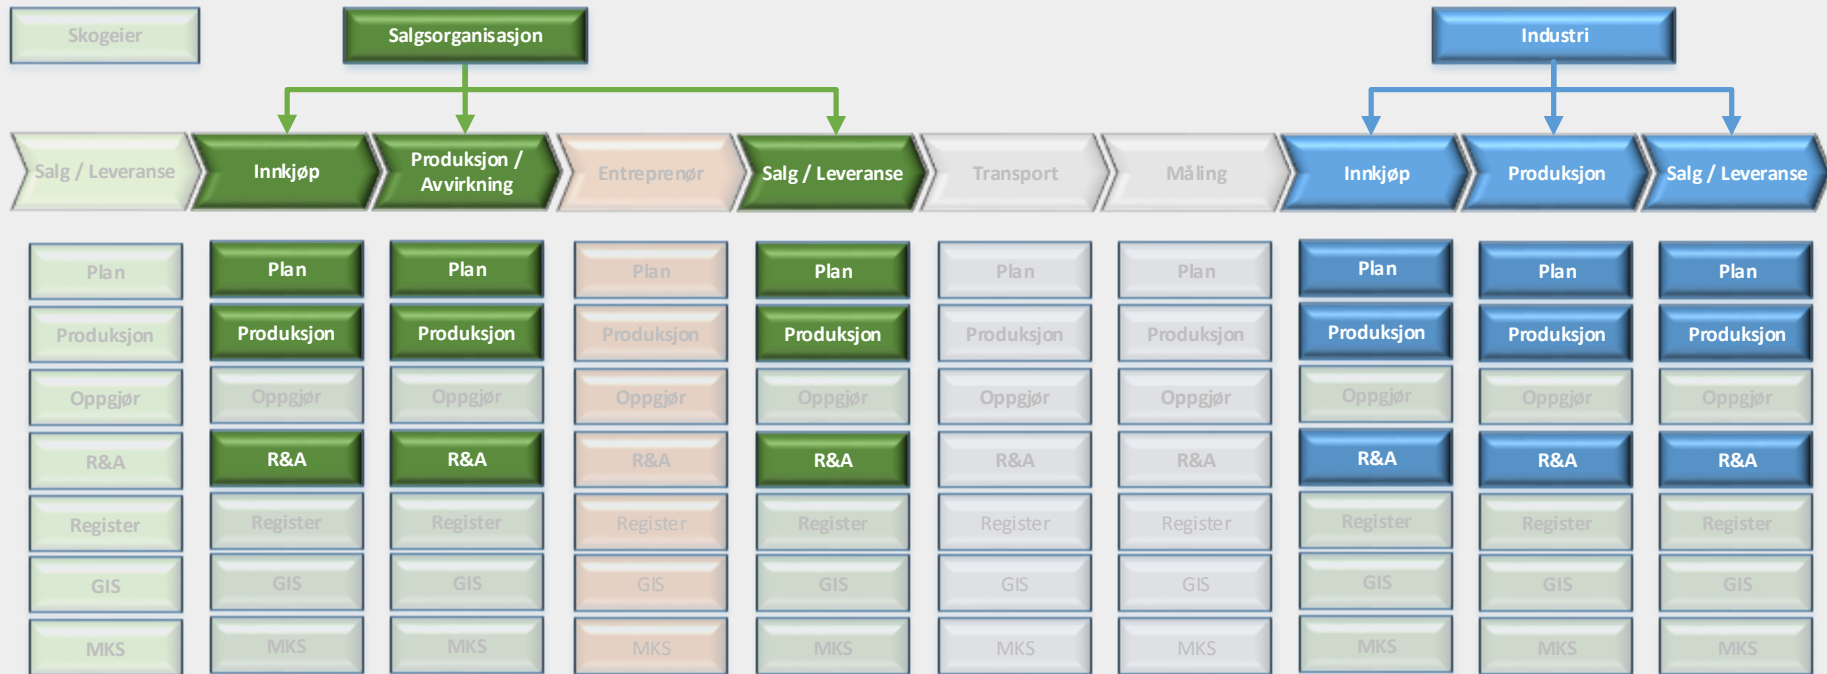 Skogeier
Salgsorganisasjon
Industri
Salg / Leveranse
Innkjøp
Produksjon /
Avvirkning
Entreprenør
Salg / Leveranse
Transport
Måling
Innkjøp
Produksjon
Salg / Leveranse
Plan
Plan
Plan
Plan
Plan
Plan
Plan
Plan
Plan
Plan
Produksjon
Produksjon
Produksjon
Produksjon
Produksjon
Produksjon
Produksjon
Produksjon
Produksjon
Produksjon
Oppgjør
Oppgjør
Oppgjør
Oppgjør
Oppgjør
Oppgjør
Oppgjør
Oppgjør
Oppgjør
Oppgjør
R&A
R&A
R&A
R&A
R&A
R&A
R&A
R&A
R&A
R&A
Register
Register
Register
Register
Register
Register
Register
Register
Register
Register
GIS
GIS
GIS
GIS
GIS
GIS
GIS
GIS
GIS
GIS
MKS
MKS
MKS
MKS
MKS
MKS
MKS
MKS
MKS
MKS